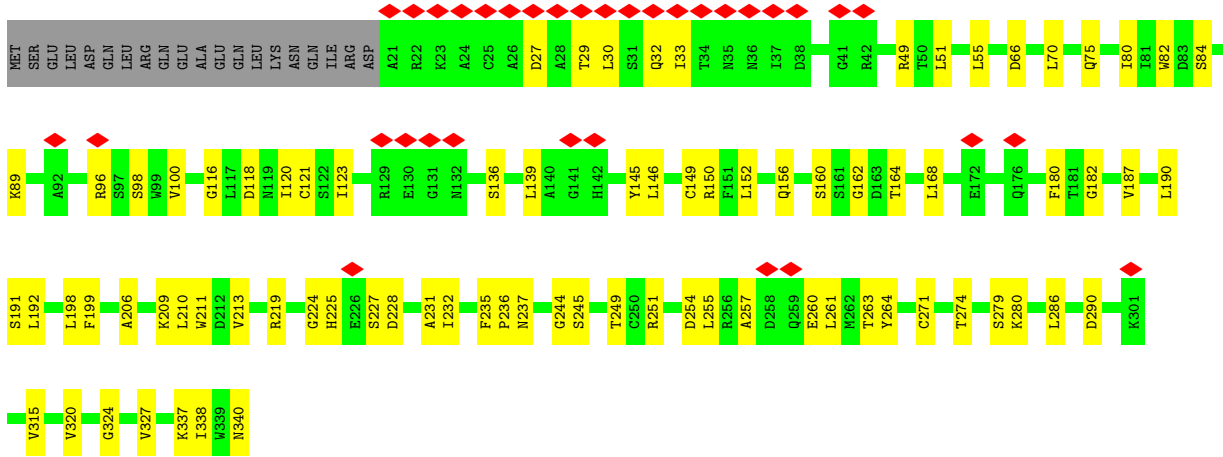 MET SER GLU LEU ASP GLN LEU ARG GLN GLU ALA GLU GLN LEU LYS ASN GLN ILE ARG ASP A21 R22 K23 A24 C25 A26 D27 A28 T29 L30 S31 Q32 I33 T34 N35 N36 I37 D38 G41 R42 R49 T50 L51 L55 D66 L70 Q75 I80 I81 W82 D83 S84
K89 A92 R96 S97 S98 W99 V100 G116 L117 D118 N119 I120 C121 S122 I123 R129 E130 G131 N132 S136 L139 A140 G141 H142 Y145 L146 C149 R150 F151 L152 Q156 S160 S161 G162 D163 T164 L168 E172 Q176 F180 T181 G182 V187 L190
S191 L192 L198 F199 A206 K209 L210 W211 D212 V213 R219 G224 H225 E226 S227 D228 A231 I232 F235 P236 N237 G244 S245 T249 C250 R251 D254 L255 R256 A257 D258 Q259 E260 L261 M262 T263 Y264 C271 T274 S279 K280 L286 D290 K301
V315 V320 G324 V327 K337 I338 W339 N340